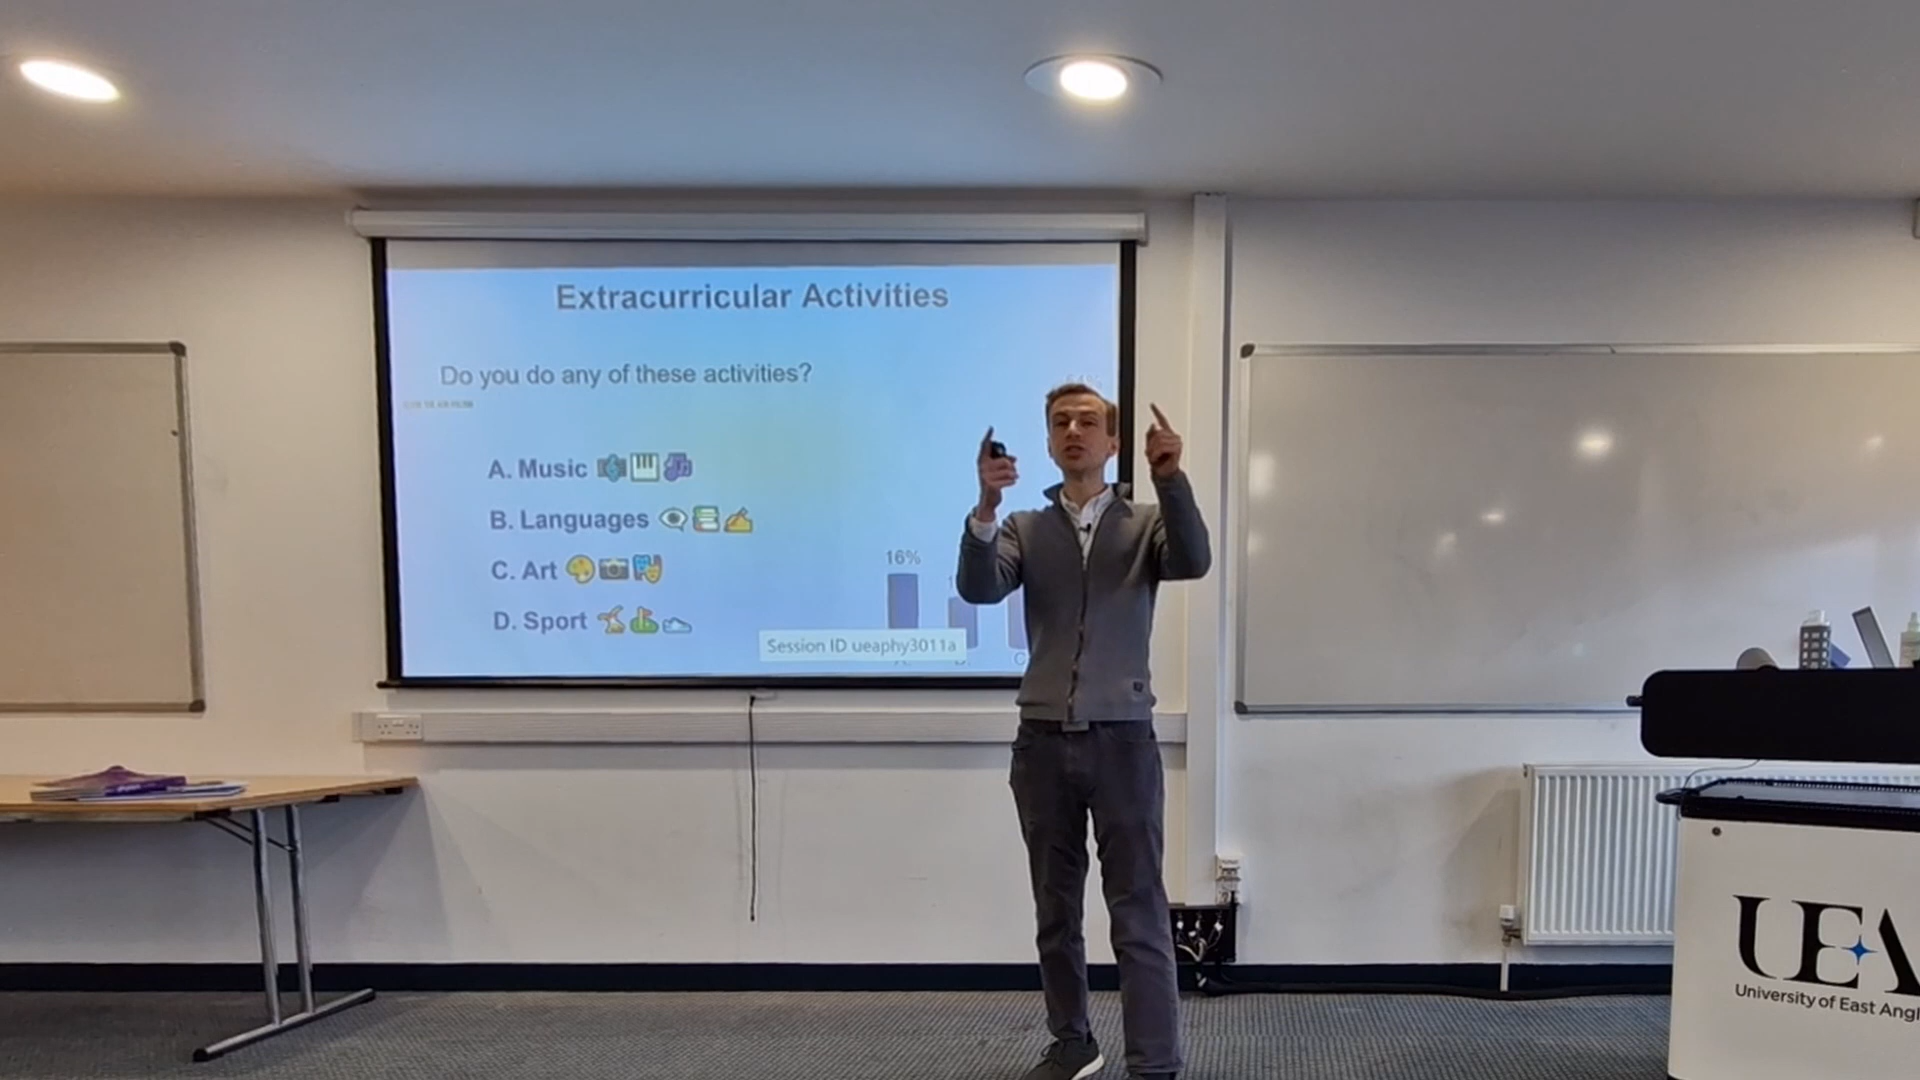 Extracurricular Activities
Do you do any of these activities?
A. Music
B. Languages
C. Art
D. Sport
16%
Session ID ueaphy3011a
C
UEA
University of East Angl